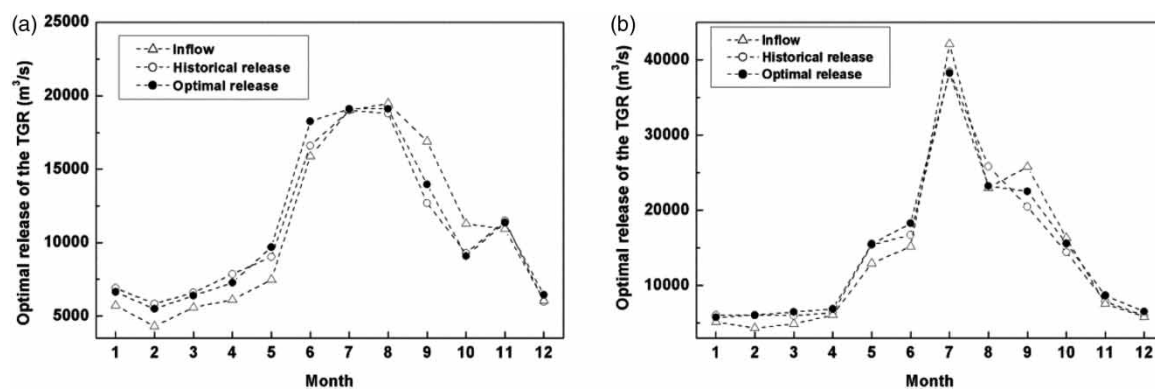 (a)
25000
20000
15000
10000
5000
Optimal release of the TGR (m³/s)
Inflow
Historical release
Optimal release
1 2 3 4 5 6 7 8 9 10 11 12
Month
(b)
40000
30000
20000
10000
Optimal release of the TGR (m³/s)
Inflow
Historical release
Optimal release
1 2 3 4 5 6 7 8 9 10 11 12
Month